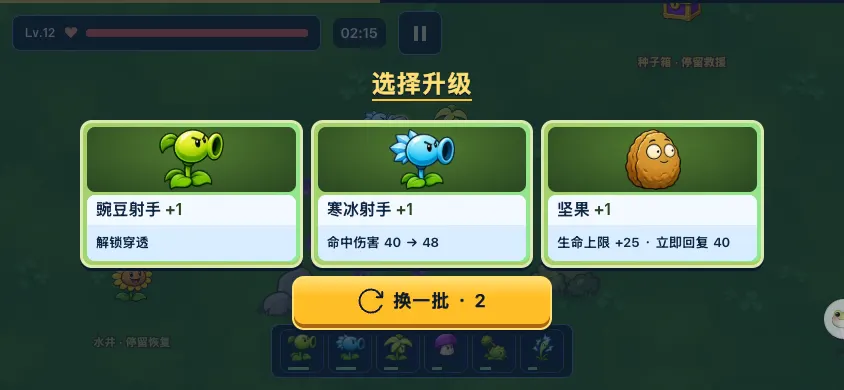 Lv.12
02:15
种子箱 · 停留救援
选择升级
豌豆射手 +1
解锁穿透
寒冰射手 +1
命中伤害 40 → 48
坚果 +1
生命上限 +25 · 立即回复 40
换一批 · 2
水井 · 停留恢复